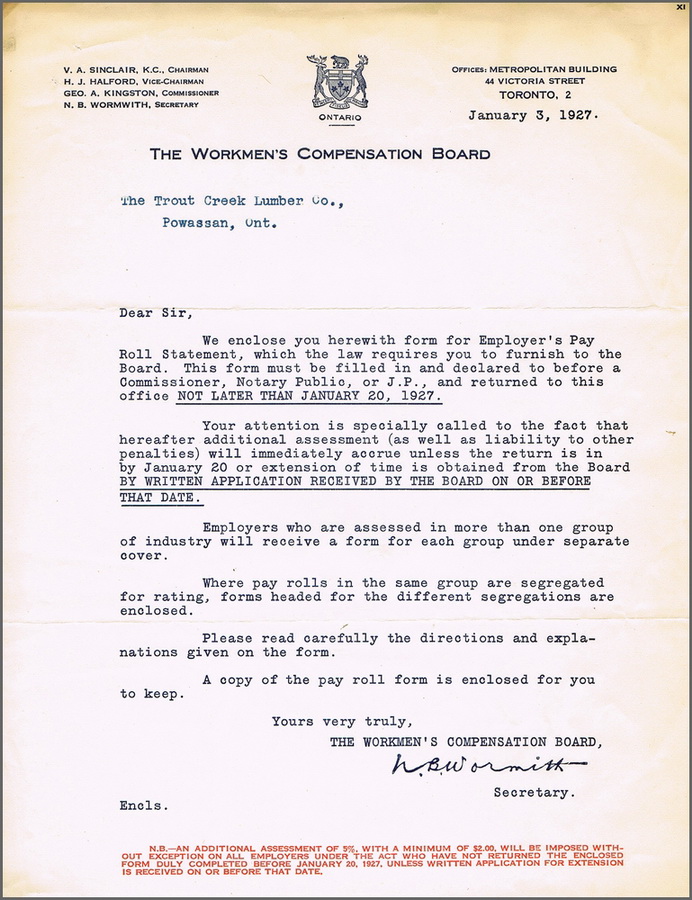 XI
V. A. SINCLAIR, K.C., CHAIRMAN
H. J. HALFORD, VICE-CHAIRMAN
GEO. A. KINGSTON, COMMISSIONER
N. B. WORMWITH, SECRETARY
ONTARIO
OFFICES: METROPOLITAN BUILDING
44 VICTORIA STREET
TORONTO, 2
January 3, 1927.
THE WORKMEN'S COMPENSATION BOARD
The Trout Creek Lumber Co.,
Powassan, Ont.
Dear Sir,
We enclose you herewith form for Employer's Pay
Roll Statement, which the law requires you to furnish to the
Board. This form must be filled in and declared to before a
Commissioner, Notary Public, or J.P., and returned to this
office NOT LATER THAN JANUARY 20, 1927.
Your attention is specially called to the fact that
hereafter additional assessment (as well as liability to other
penalties) will immediately accrue unless the return is in
by January 20 or extension of time is obtained from the Board
BY WRITTEN APPLICATION RECEIVED BY THE BOARD ON OR BEFORE
THAT DATE.
Employers who are assessed in more than one group
of industry will receive a form for each group under separate
cover.
Where pay rolls in the same group are segregated
for rating, forms headed for the different segregations are
enclosed.
Please read carefully the directions and expla-
nations given on the form.
A copy of the pay roll form is enclosed for you
to keep.
Yours very truly,
THE WORKMEN'S COMPENSATION BOARD,
N. B. Wormwith
Secretary.
Encls.
N.B.—AN ADDITIONAL ASSESSMENT OF 5%, WITH A MINIMUM OF $2.00, WILL BE IMPOSED WITH-
OUT EXCEPTION ON ALL EMPLOYERS UNDER THE ACT WHO HAVE NOT RETURNED THE ENCLOSED
FORM DULY COMPLETED BEFORE JANUARY 20, 1927, UNLESS WRITTEN APPLICATION FOR EXTENSION
IS RECEIVED ON OR BEFORE THAT DATE.